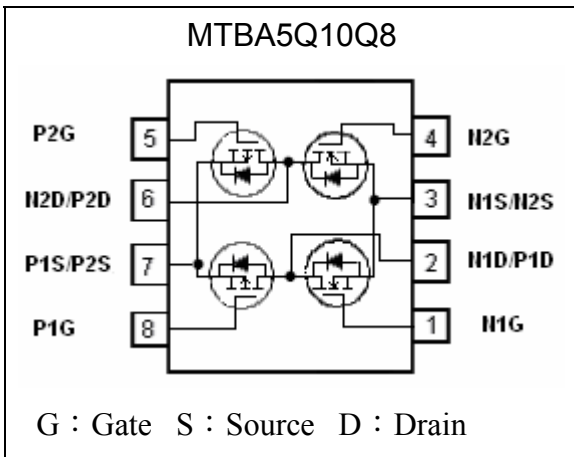 MTBA5Q10Q8
P2G 5 4 N2G
N2D/P2D 6 3 N1S/N2S
P1S/P2S 7 2 N1D/P1D
P1G 8 1 N1G
G：Gate S：Source D：Drain